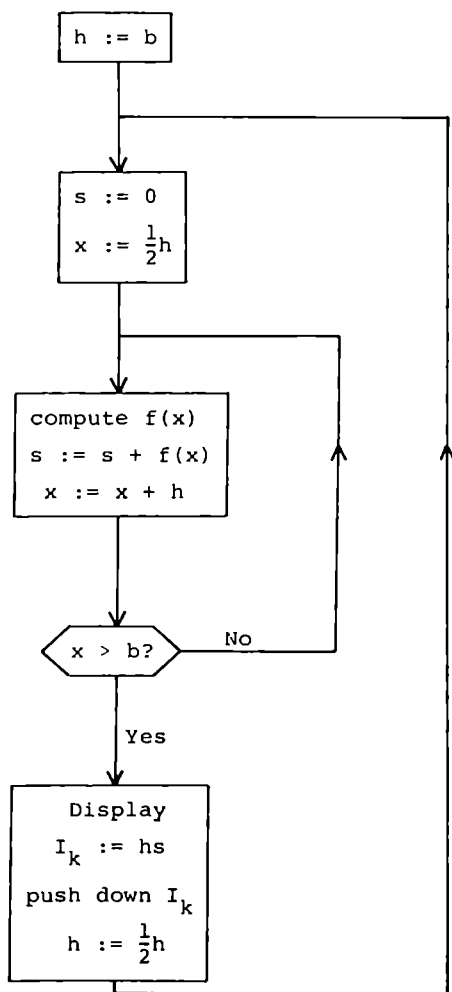 h := b
s := 0
x := ½h
compute f(x)
s := s + f(x)
x := x + h
x > b?
No
Yes
Display
I_k := hs
push down I_k
h := ½h